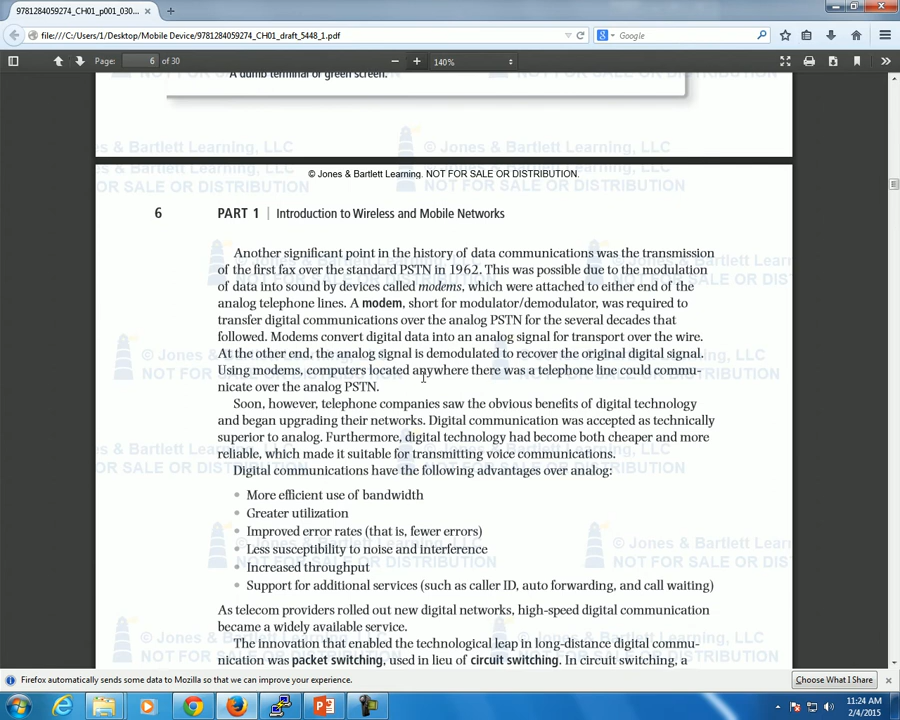 9781284059274_CH01_p001_030...
file:///C:/Users/1/Desktop/Mobile Device/9781284059274_CH01_draft_5448_1.pdf
Google
Page: 6 of 30
140%
A dumb terminal or green screen.
© Jones & Bartlett Learning. NOT FOR SALE OR DISTRIBUTION.
6 PART 1 | Introduction to Wireless and Mobile Networks
Another significant point in the history of data communications was the transmission
of the first fax over the standard PSTN in 1962. This was possible due to the modulation
of data into sound by devices called modems, which were attached to either end of the
analog telephone lines. A modem, short for modulator/demodulator, was required to
transfer digital communications over the analog PSTN for the several decades that
followed. Modems convert digital data into an analog signal for transport over the wire.
At the other end, the analog signal is demodulated to recover the original digital signal.
Using modems, computers located anywhere there was a telephone line could commu-
nicate over the analog PSTN.
Soon, however, telephone companies saw the obvious benefits of digital technology
and began upgrading their networks. Digital communication was accepted as technically
superior to analog. Furthermore, digital technology had become both cheaper and more
reliable, which made it suitable for transmitting voice communications.
Digital communications have the following advantages over analog:
• More efficient use of bandwidth
• Greater utilization
• Improved error rates (that is, fewer errors)
• Less susceptibility to noise and interference
• Increased throughput
• Support for additional services (such as caller ID, auto forwarding, and call waiting)
As telecom providers rolled out new digital networks, high-speed digital communication
became a widely available service.
The innovation that enabled the technological leap in long-distance digital commu-
nication was packet switching, used in lieu of circuit switching. In circuit switching, a
Firefox automatically sends some data to Mozilla so that we can improve your experience.
Choose What I Share
11:24 AM
2/4/2015